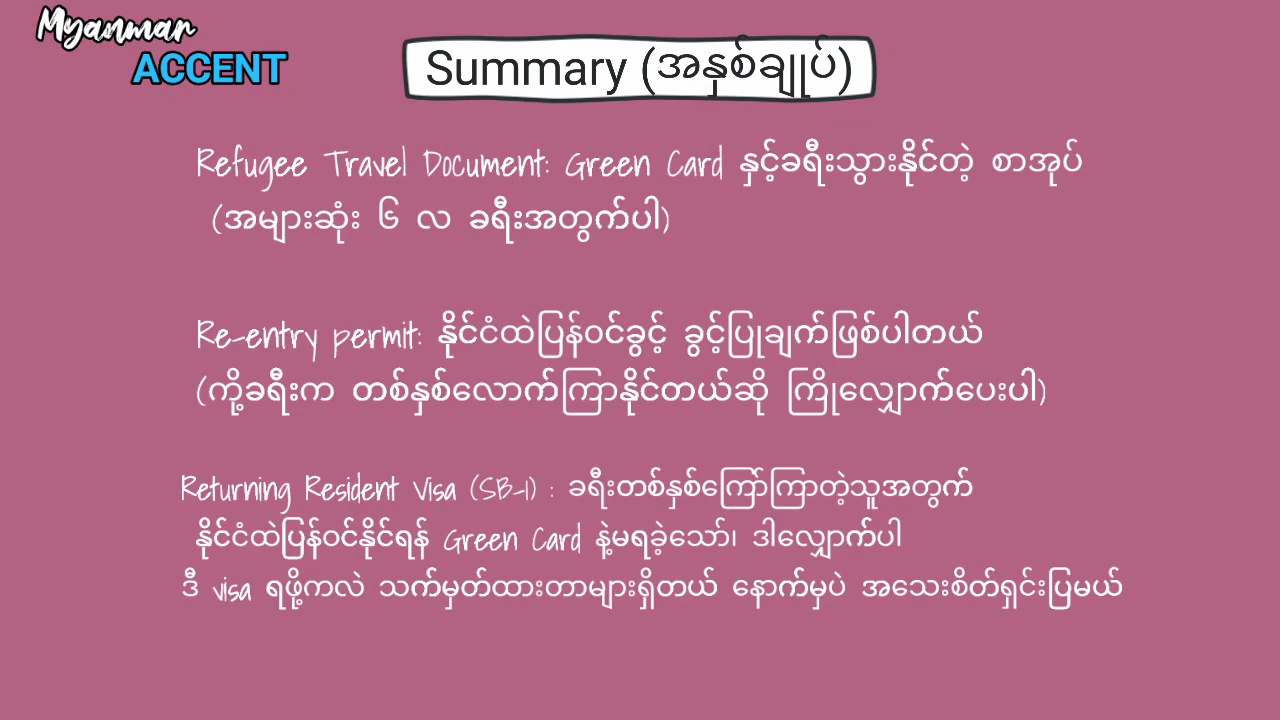 Myanmar
ACCENT
Summary (အနှစ်ချုပ်)
Refugee Travel Document: Green Card နှင့်ခရီးသွားနိုင်တဲ့ စာအုပ်
(အများဆုံး ၆ လ ခရီးအတွက်ပါ)
Re-entry permit: နိုင်ငံထဲပြန်ဝင်ခွင့် ခွင့်ပြုချက်ဖြစ်ပါတယ်
(ကို့ခရီးက တစ်နှစ်လောက်ကြာနိုင်တယ်ဆို ကြိုလျှောက်ပေးပါ)
Returning Resident Visa (SB-1) : ခရီးတစ်နှစ်ကြော်ကြာတဲ့သူအတွက်
နိုင်ငံထဲပြန်ဝင်နိုင်ရန် Green Card နဲ့မရခဲ့သော်၊ ဒါလျှောက်ပါ
ဒီ visa ရဖို့ကလဲ သက်မှတ်ထားတာများရှိတယ် နောက်မှပဲ အသေးစိတ်ရှင်းပြမယ်